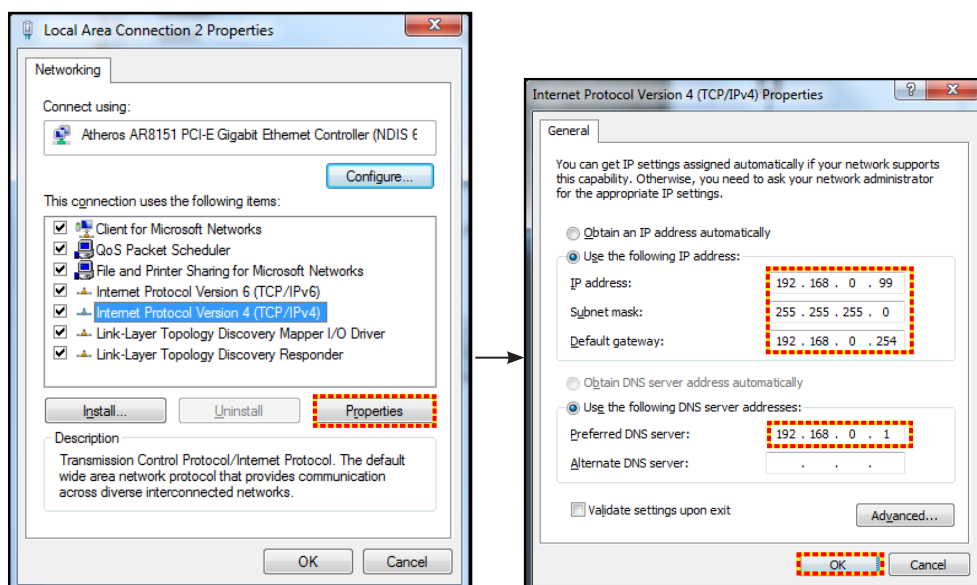 Local Area Connection 2 Properties
Networking
Connect using:
Atheros AR8151 PCI-E Gigabit Ethernet Controller (NDIS 6
Configure...
This connection uses the following items:
Client for Microsoft Networks
QoS Packet Scheduler
File and Printer Sharing for Microsoft Networks
Internet Protocol Version 6 (TCP/IPv6)
Internet Protocol Version 4 (TCP/IPv4)
Link-Layer Topology Discovery Mapper I/O Driver
Link-Layer Topology Discovery Responder
Install...
Uninstall
Properties
Description
Transmission Control Protocol/Internet Protocol. The default
wide area network protocol that provides communication
across diverse interconnected networks.
OK
Cancel
Internet Protocol Version 4 (TCP/IPv4) Properties
General
You can get IP settings assigned automatically if your network supports
this capability. Otherwise, you need to ask your network administrator
for the appropriate IP settings.
Obtain an IP address automatically
Use the following IP address:
IP address: 192 . 168 . 0 . 99
Subnet mask: 255 . 255 . 255 . 0
Default gateway: 192 . 168 . 0 . 254
Obtain DNS server address automatically
Use the following DNS server addresses:
Preferred DNS server: 192 . 168 . 0 . 1
Alternate DNS server: . . .
Validate settings upon exit
Advanced...
OK
Cancel